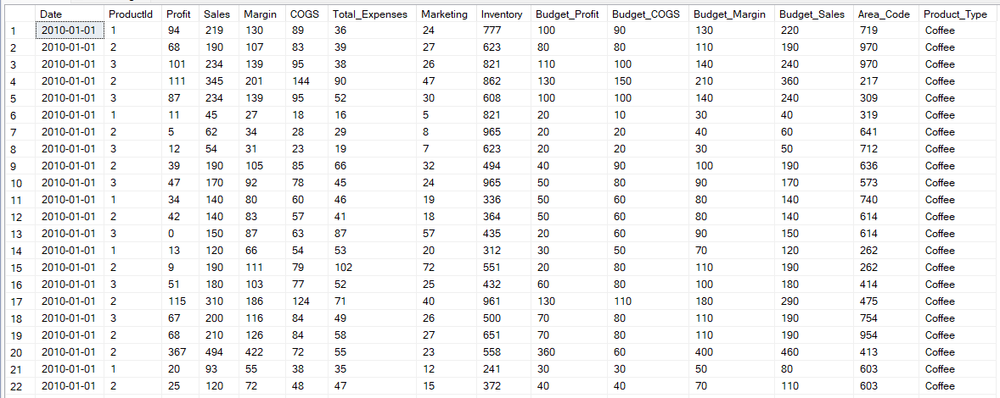 Date ProductId Profit Sales Margin COGS Total_Expenses Marketing Inventory Budget_Profit Budget_COGS Budget_Margin Budget_Sales Area_Code Product_Type
1 2010-01-01 1 94 219 130 89 36 24 777 100 90 130 220 719 Coffee
2 2010-01-01 2 68 190 107 83 39 27 623 80 80 110 190 970 Coffee
3 2010-01-01 3 101 234 139 95 38 26 821 110 100 140 240 970 Coffee
4 2010-01-01 2 111 345 201 144 90 47 862 130 150 210 360 217 Coffee
5 2010-01-01 3 87 234 139 95 52 30 608 100 100 140 240 309 Coffee
6 2010-01-01 1 11 45 27 18 16 5 821 20 10 30 40 319 Coffee
7 2010-01-01 2 5 62 34 28 29 8 965 20 20 40 60 641 Coffee
8 2010-01-01 3 12 54 31 23 19 7 623 20 20 30 50 712 Coffee
9 2010-01-01 2 39 190 105 85 66 32 494 40 90 100 190 636 Coffee
10 2010-01-01 3 47 170 92 78 45 24 965 50 80 90 170 573 Coffee
11 2010-01-01 1 34 140 80 60 46 19 336 50 60 80 140 740 Coffee
12 2010-01-01 2 42 140 83 57 41 18 364 50 60 80 140 614 Coffee
13 2010-01-01 3 0 150 87 63 87 57 435 20 60 90 150 614 Coffee
14 2010-01-01 1 13 120 66 54 53 20 312 30 50 70 120 262 Coffee
15 2010-01-01 2 9 190 111 79 102 72 551 20 80 110 190 262 Coffee
16 2010-01-01 3 51 180 103 77 52 25 432 60 80 100 180 414 Coffee
17 2010-01-01 2 115 310 186 124 71 40 961 130 110 180 290 475 Coffee
18 2010-01-01 3 67 200 116 84 49 26 500 70 80 110 190 754 Coffee
19 2010-01-01 2 68 210 126 84 58 27 651 70 80 110 190 954 Coffee
20 2010-01-01 2 367 494 422 72 55 23 558 360 60 400 460 413 Coffee
21 2010-01-01 1 20 93 55 38 35 12 241 30 30 50 80 603 Coffee
22 2010-01-01 2 25 120 72 48 47 15 372 40 40 70 110 603 Coffee